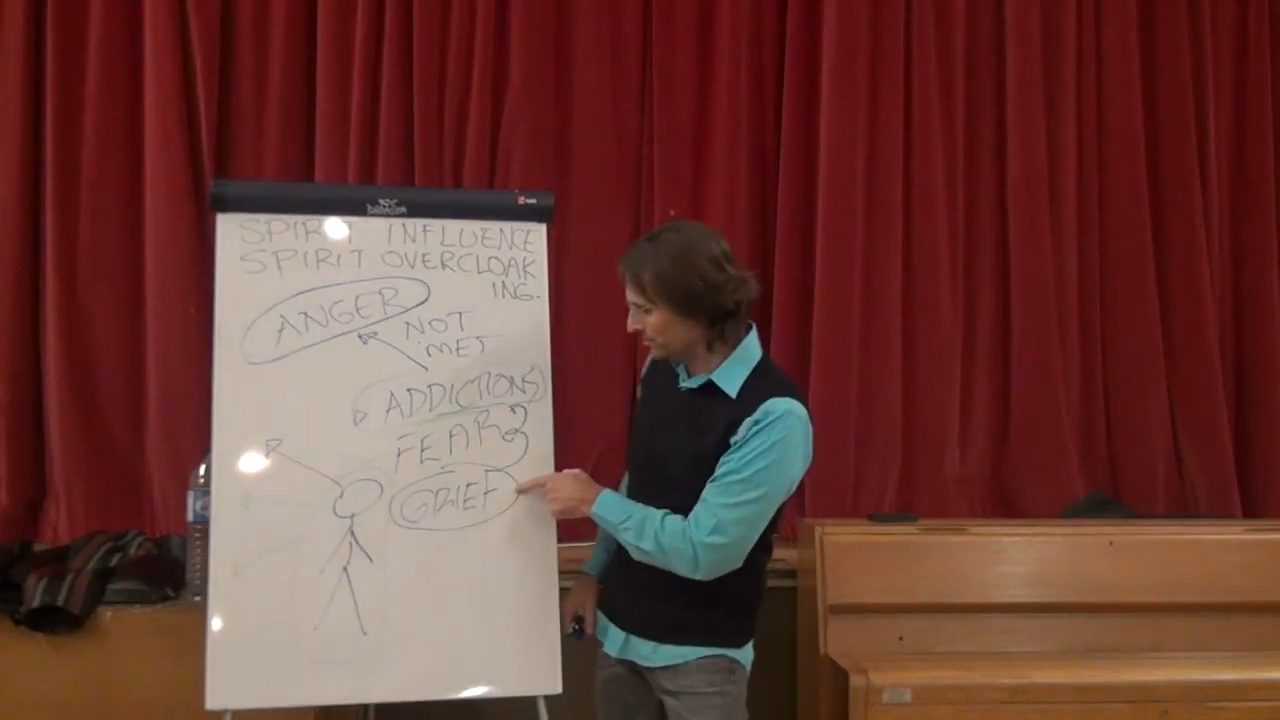 SPIRIT INFLUENCE
SPIRIT OVERCLOAK
ING.
ANGER
NOT
MET
ADDICTIONS
FEAR
GRIEF